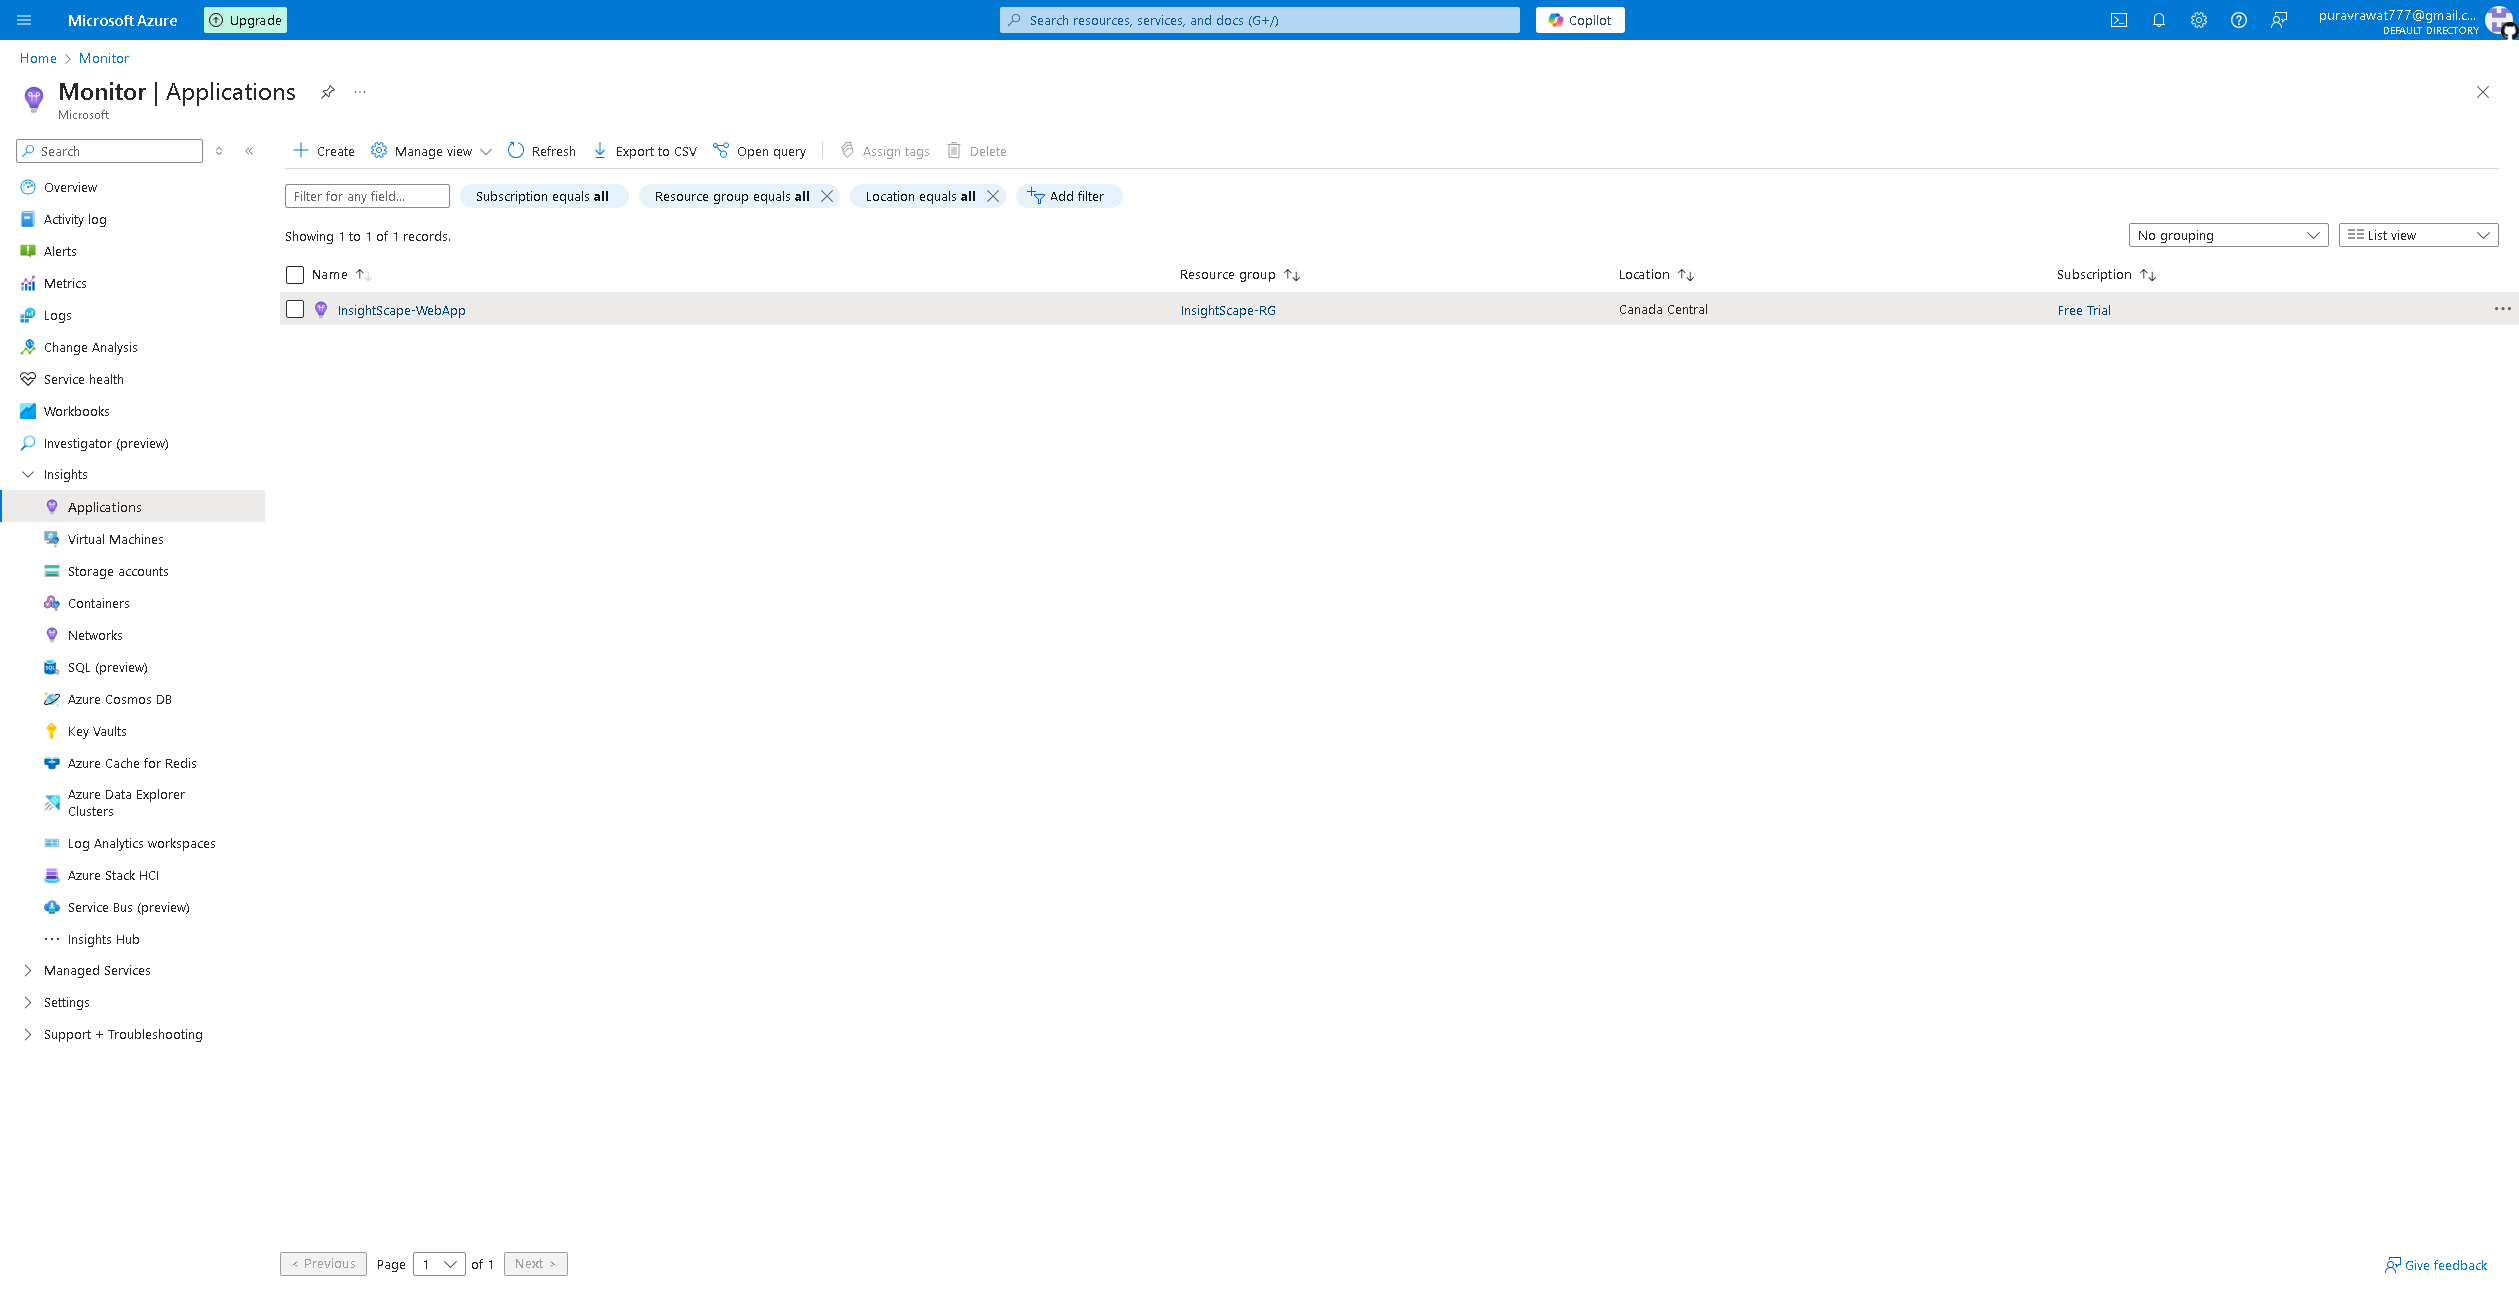 Microsoft Azure
Upgrade
Search resources, services, and docs (G+/)
Copilot
puravrawat777@gmail.c...
DEFAULT DIRECTORY
Home > Monitor
Monitor | Applications
Microsoft
Search
Create
Manage view
Refresh
Export to CSV
Open query
Assign tags
Delete
Overview
Activity log
Alerts
Metrics
Logs
Change Analysis
Service health
Workbooks
Investigator (preview)
Insights
Applications
Virtual Machines
Storage accounts
Containers
Networks
SQL (preview)
Azure Cosmos DB
Key Vaults
Azure Cache for Redis
Azure Data Explorer
Clusters
Log Analytics workspaces
Azure Stack HCI
Service Bus (preview)
Insights Hub
Managed Services
Settings
Support + Troubleshooting
Filter for any field...
Subscription equals all
Resource group equals all
Location equals all
Add filter
Showing 1 to 1 of 1 records.
No grouping
List view
Name
Resource group
Location
Subscription
InsightScape-WebApp
InsightScape-RG
Canada Central
Free Trial
< Previous
Page
1
of 1
Next >
Give feedback